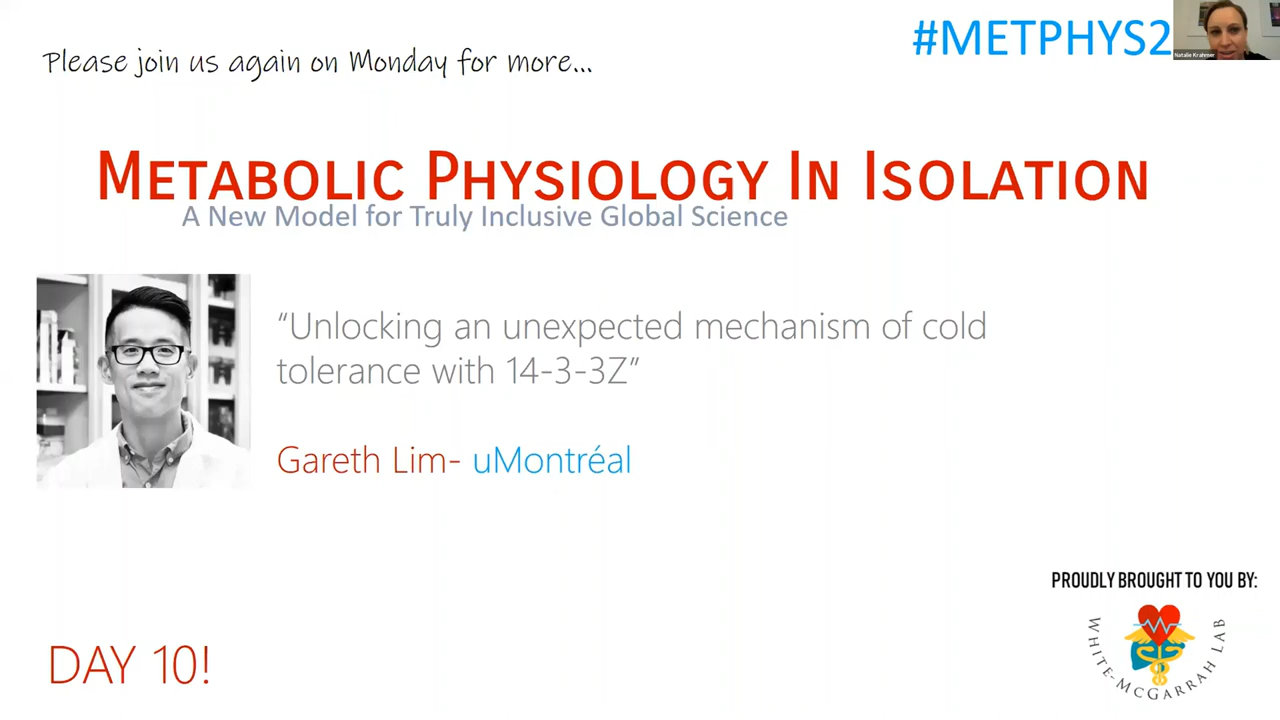 Please join us again on Monday for more...
#METPHYS2
Natalie Krahmer
METABOLIC PHYSIOLOGY IN ISOLATION
A New Model for Truly Inclusive Global Science
“Unlocking an unexpected mechanism of cold
tolerance with 14-3-3Z”
Gareth Lim- uMontréal
PROUDLY BROUGHT TO YOU BY:
WHITE-MCGARRAH LAB
DAY 10!